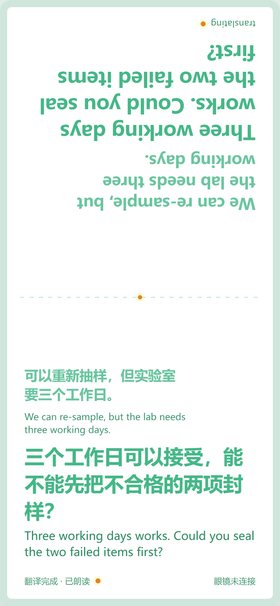 We can re-sample, but
the lab needs three
working days.
Three working days
works. Could you seal
the two failed items
first?
translating
可以重新抽样，但实验室
要三个工作日。
We can re-sample, but the lab needs
three working days.
三个工作日可以接受，能
不能先把不合格的两项封
样？
Three working days works. Could you seal
the two failed items first?
翻译完成 · 已朗读
眼镜未连接